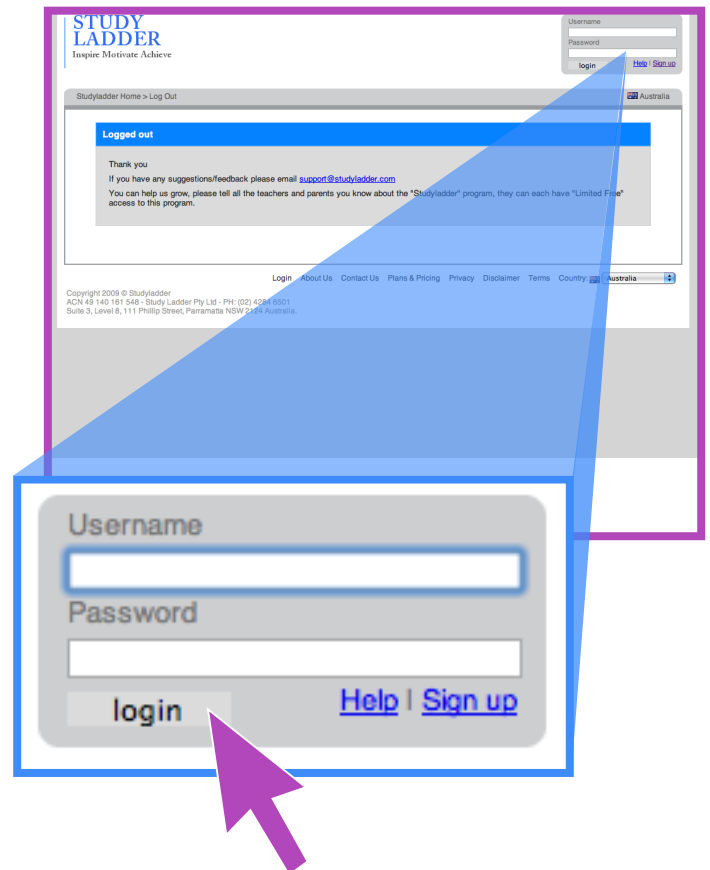 STUDY
LADDER
Inspire Motivate Achieve
Username
Password
login Help | Sign up
Studyladder Home > Log Out Australia
Logged out
Thank you
If you have any suggestions/feedback please email support@studyladder.com
You can help us grow, please tell all the teachers and parents you know about the "Studyladder" program, they can each have "Limited Free"
access to this program.
Login About Us Contact Us Plans & Pricing Privacy Disclaimer Terms Country: Australia
Copyright 2009 © Studyladder
ACN 49 140 161 548 - Study Ladder Pty Ltd - PH: (02) 4284 6501
Suite 3, Level 8, 111 Phillip Street, Parramatta NSW 2124 Australia.
Username
Password
login Help | Sign up